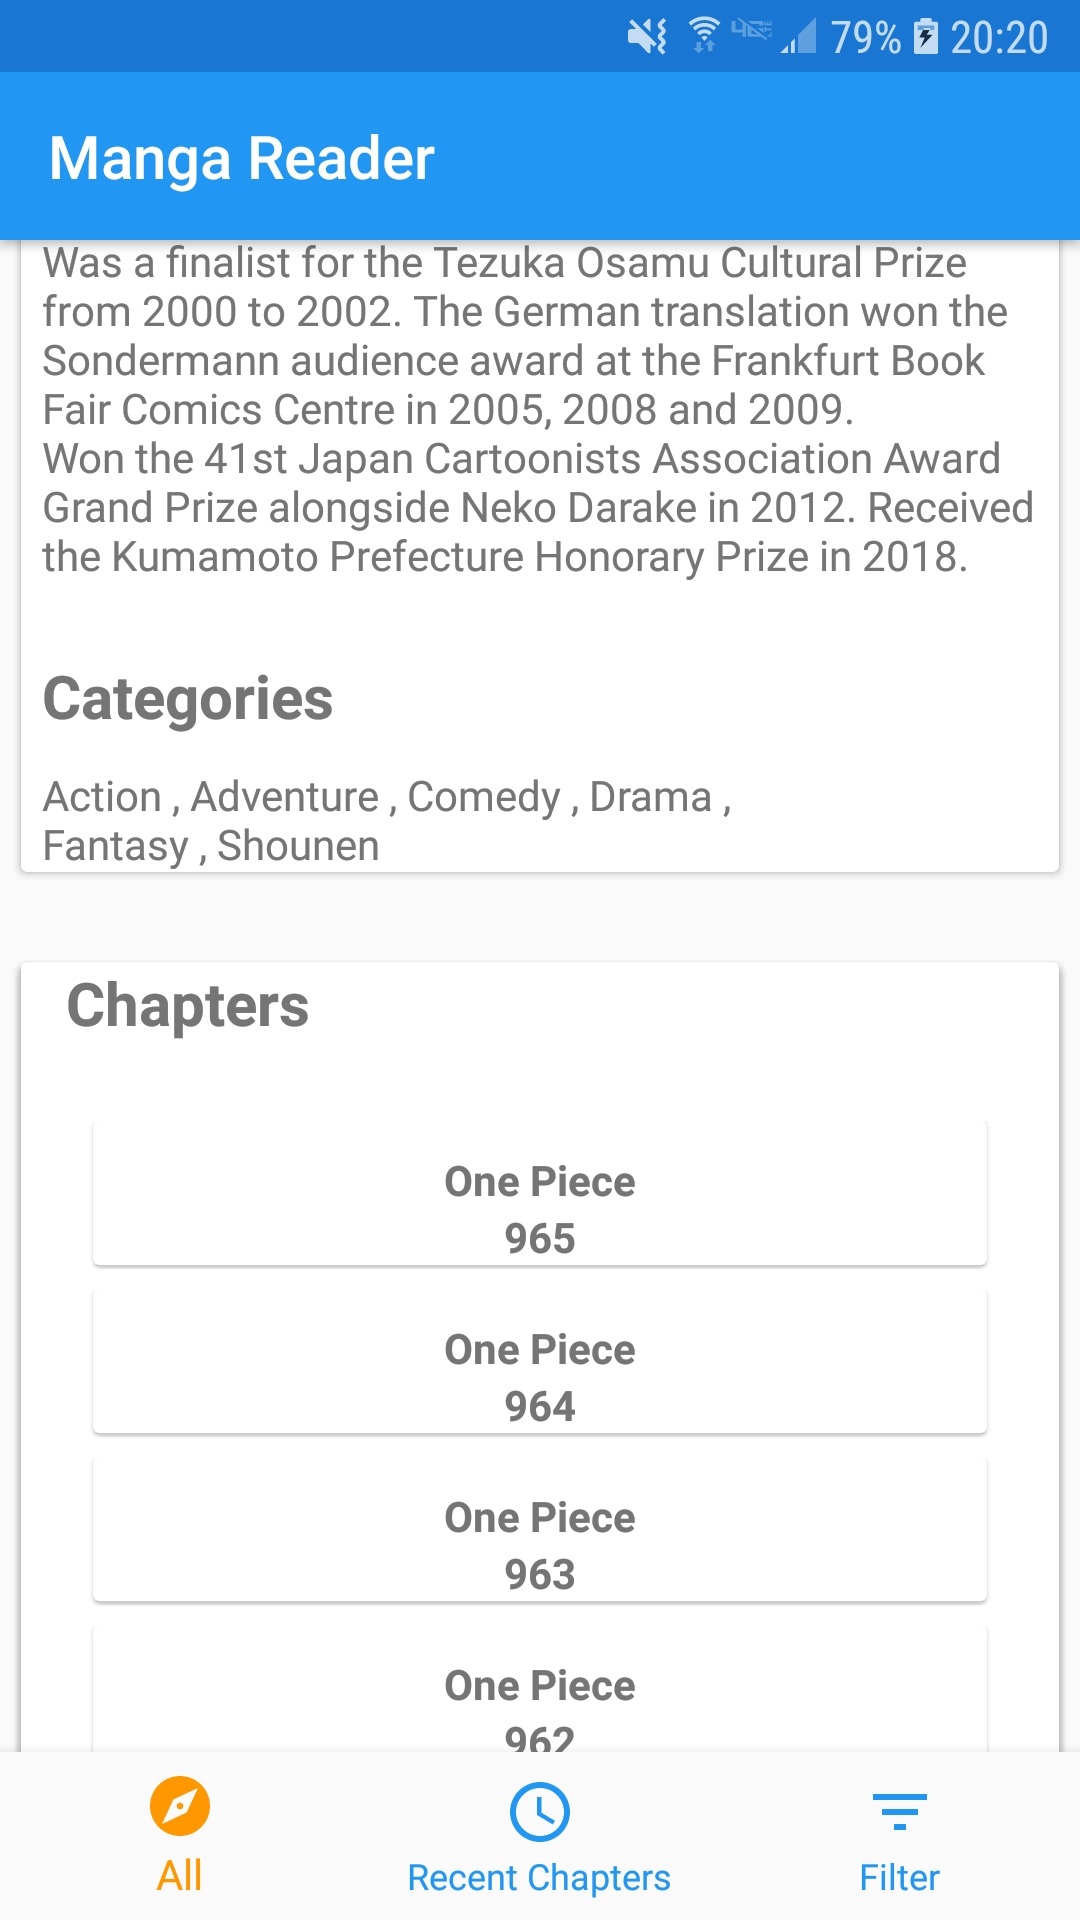 79% 20:20
Manga Reader
Was a finalist for the Tezuka Osamu Cultural Prize
from 2000 to 2002. The German translation won the
Sondermann audience award at the Frankfurt Book
Fair Comics Centre in 2005, 2008 and 2009.
Won the 41st Japan Cartoonists Association Award
Grand Prize alongside Neko Darake in 2012. Received
the Kumamoto Prefecture Honorary Prize in 2018.
Categories
Action , Adventure , Comedy , Drama ,
Fantasy , Shounen
Chapters
One Piece
965
One Piece
964
One Piece
963
One Piece
962
All
Recent Chapters
Filter